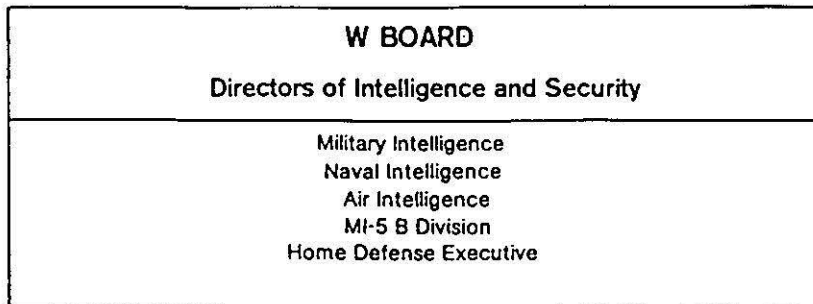 W BOARD
Directors of Intelligence and Security
Military Intelligence
Naval Intelligence
Air Intelligence
MI-5 B Division
Home Defense Executive